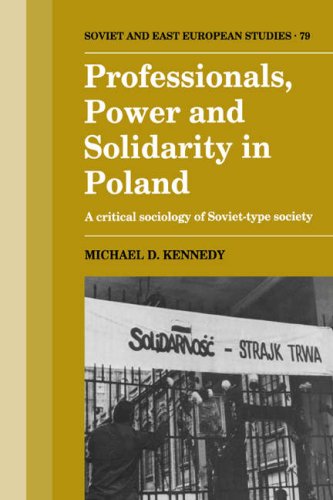 SOVIET AND EAST EUROPEAN STUDIES · 79
Professionals,
Power and
Solidarity in
Poland
A critical sociology of Soviet-type society
MICHAEL D. KENNEDY
SOLIDARNOŚĆ – STRAJK TRWA